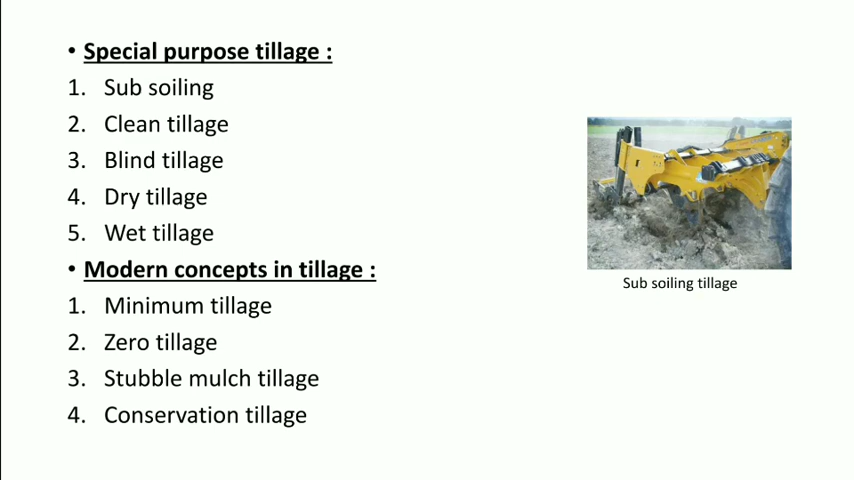 • Special purpose tillage :
1. Sub soiling
2. Clean tillage
3. Blind tillage
4. Dry tillage
5. Wet tillage
• Modern concepts in tillage :
1. Minimum tillage
2. Zero tillage
3. Stubble mulch tillage
4. Conservation tillage
Sub soiling tillage